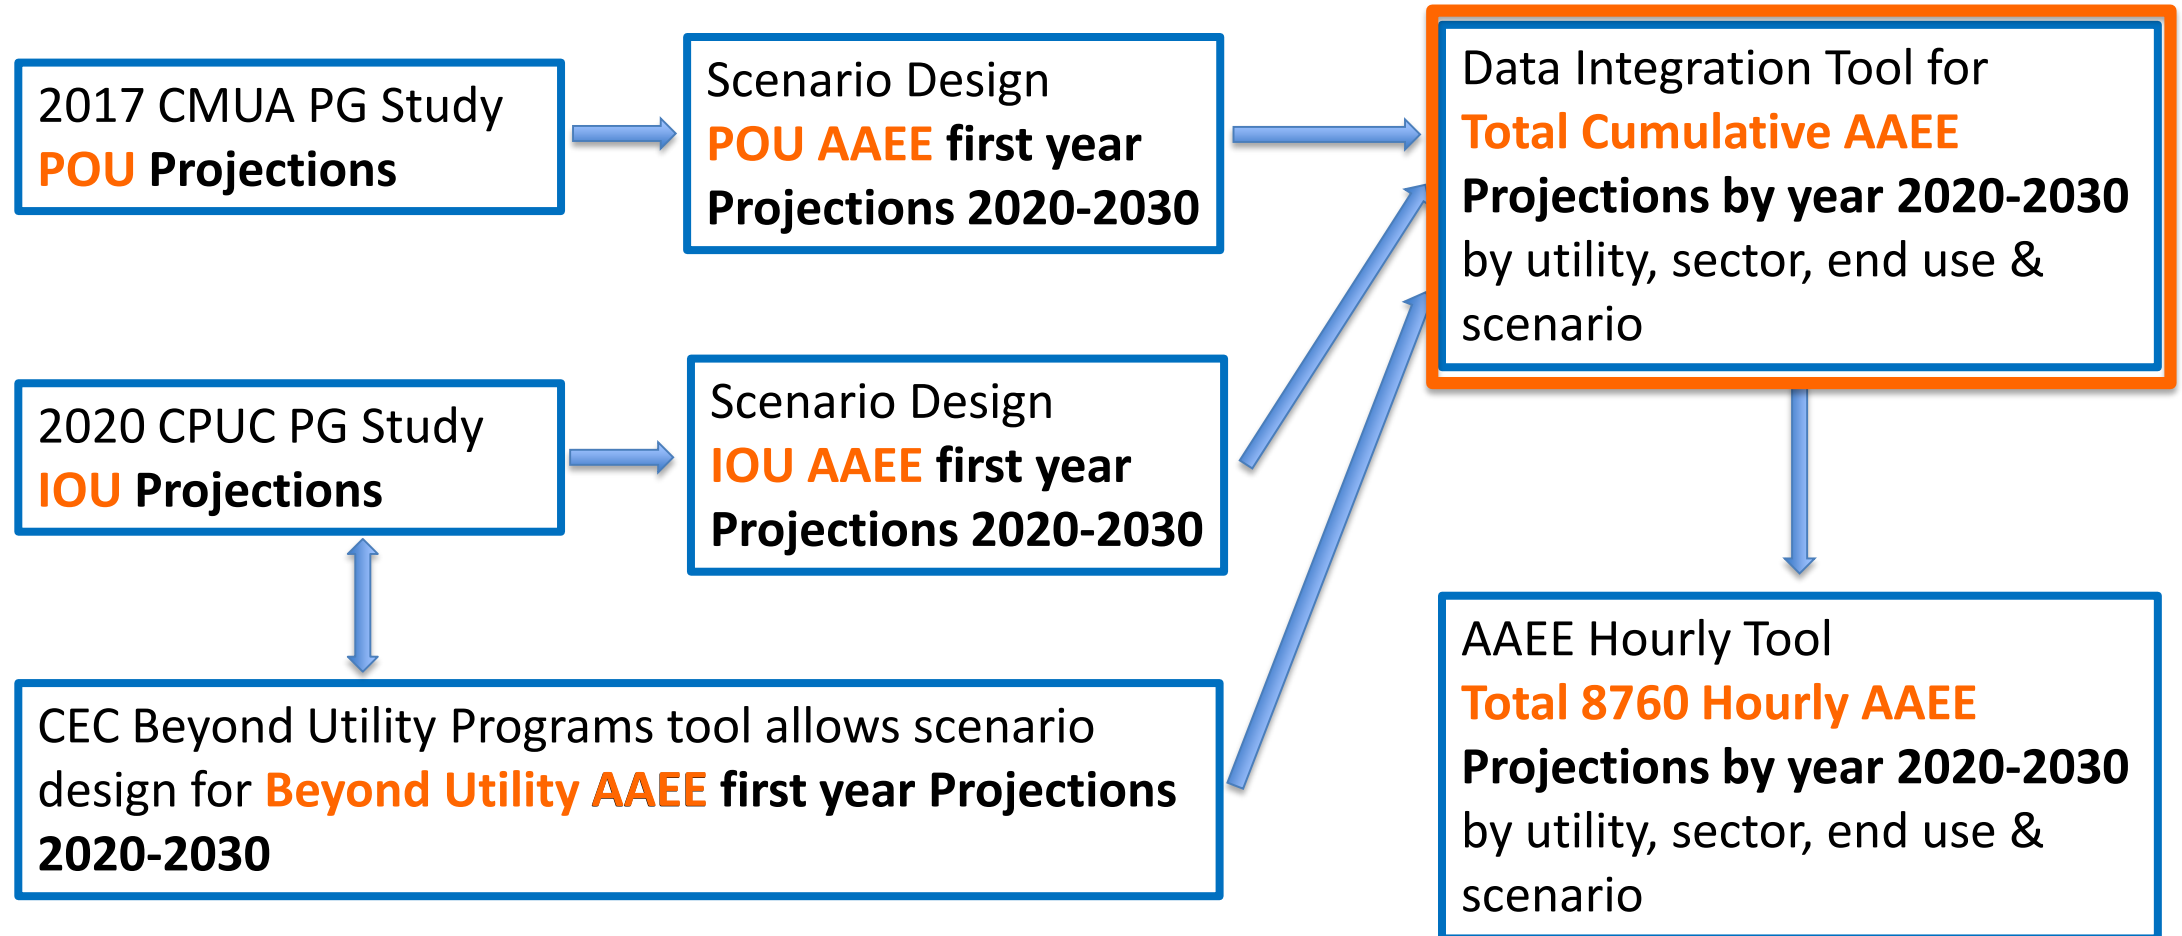 2017 CMUA PG Study
POU Projections
Scenario Design
POU AAEE first year
Projections 2020-2030
Data Integration Tool for
Total Cumulative AAEE
Projections by year 2020-2030
by utility, sector, end use &
scenario
2020 CPUC PG Study
IOU Projections
Scenario Design
IOU AAEE first year
Projections 2020-2030
CEC Beyond Utility Programs tool allows scenario
design for Beyond Utility AAEE first year Projections
2020-2030
AAEE Hourly Tool
Total 8760 Hourly AAEE
Projections by year 2020-2030
by utility, sector, end use &
scenario